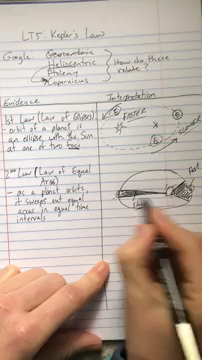 LT5 Kepler's Law
Google: Geocentric
Heliocentric
Ptolemy
Copernicus
How do these
relate?
Evidence
Interpretation
1st Law (Law of Ellipses)
- orbit of a planet is
an ellipse with the Sun
at one of two foci
FASTER
E
x
E
SLOWER
2nd Law (Law of Equal
Areas)
- as a planet orbits,
it sweeps out equal
areas in equal time
intervals
Fast